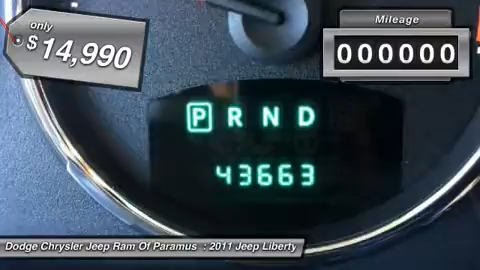 only
$14,990
Mileage
000000
P R N D
43663
Dodge Chrysler Jeep Ram Of Paramus : 2011 Jeep Liberty